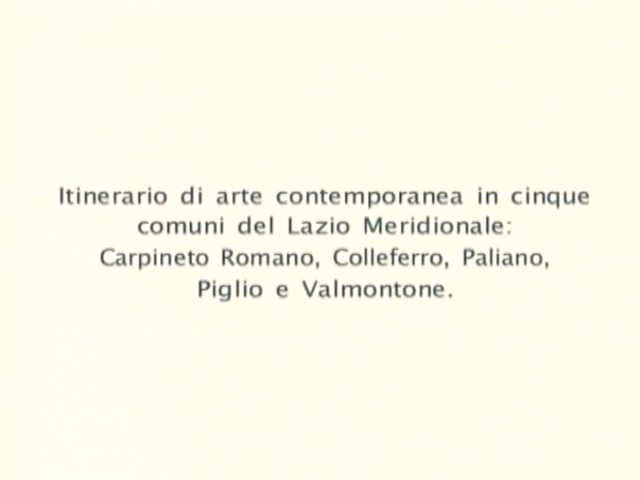 Itinerario di arte contemporanea in cinque
comuni del Lazio Meridionale:
Carpineto Romano, Colleferro, Paliano,
Piglio e Valmontone.